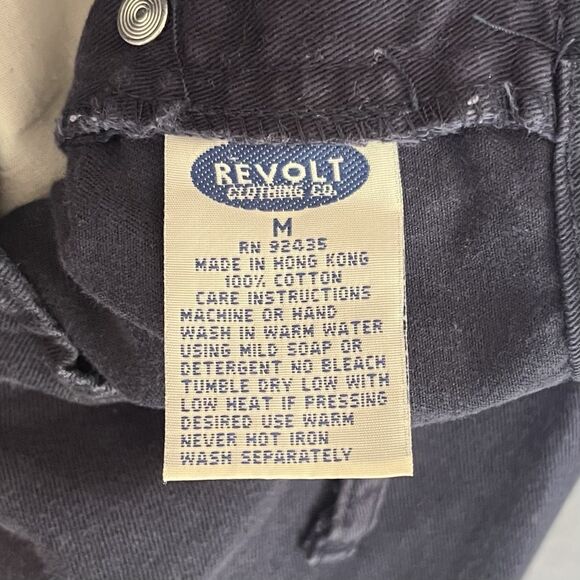 REVOLT
CLOTHING CO.
M
RN 92435
MADE IN HONG KONG
100% COTTON
CARE INSTRUCTIONS
MACHINE OR HAND
WASH IN WARM WATER
USING MILD SOAP OR
DETERGENT NO BLEACH
TUMBLE DRY LOW WITH
LOW HEAT IF PRESSING
DESIRED USE WARM
NEVER HOT IRON
WASH SEPARATELY